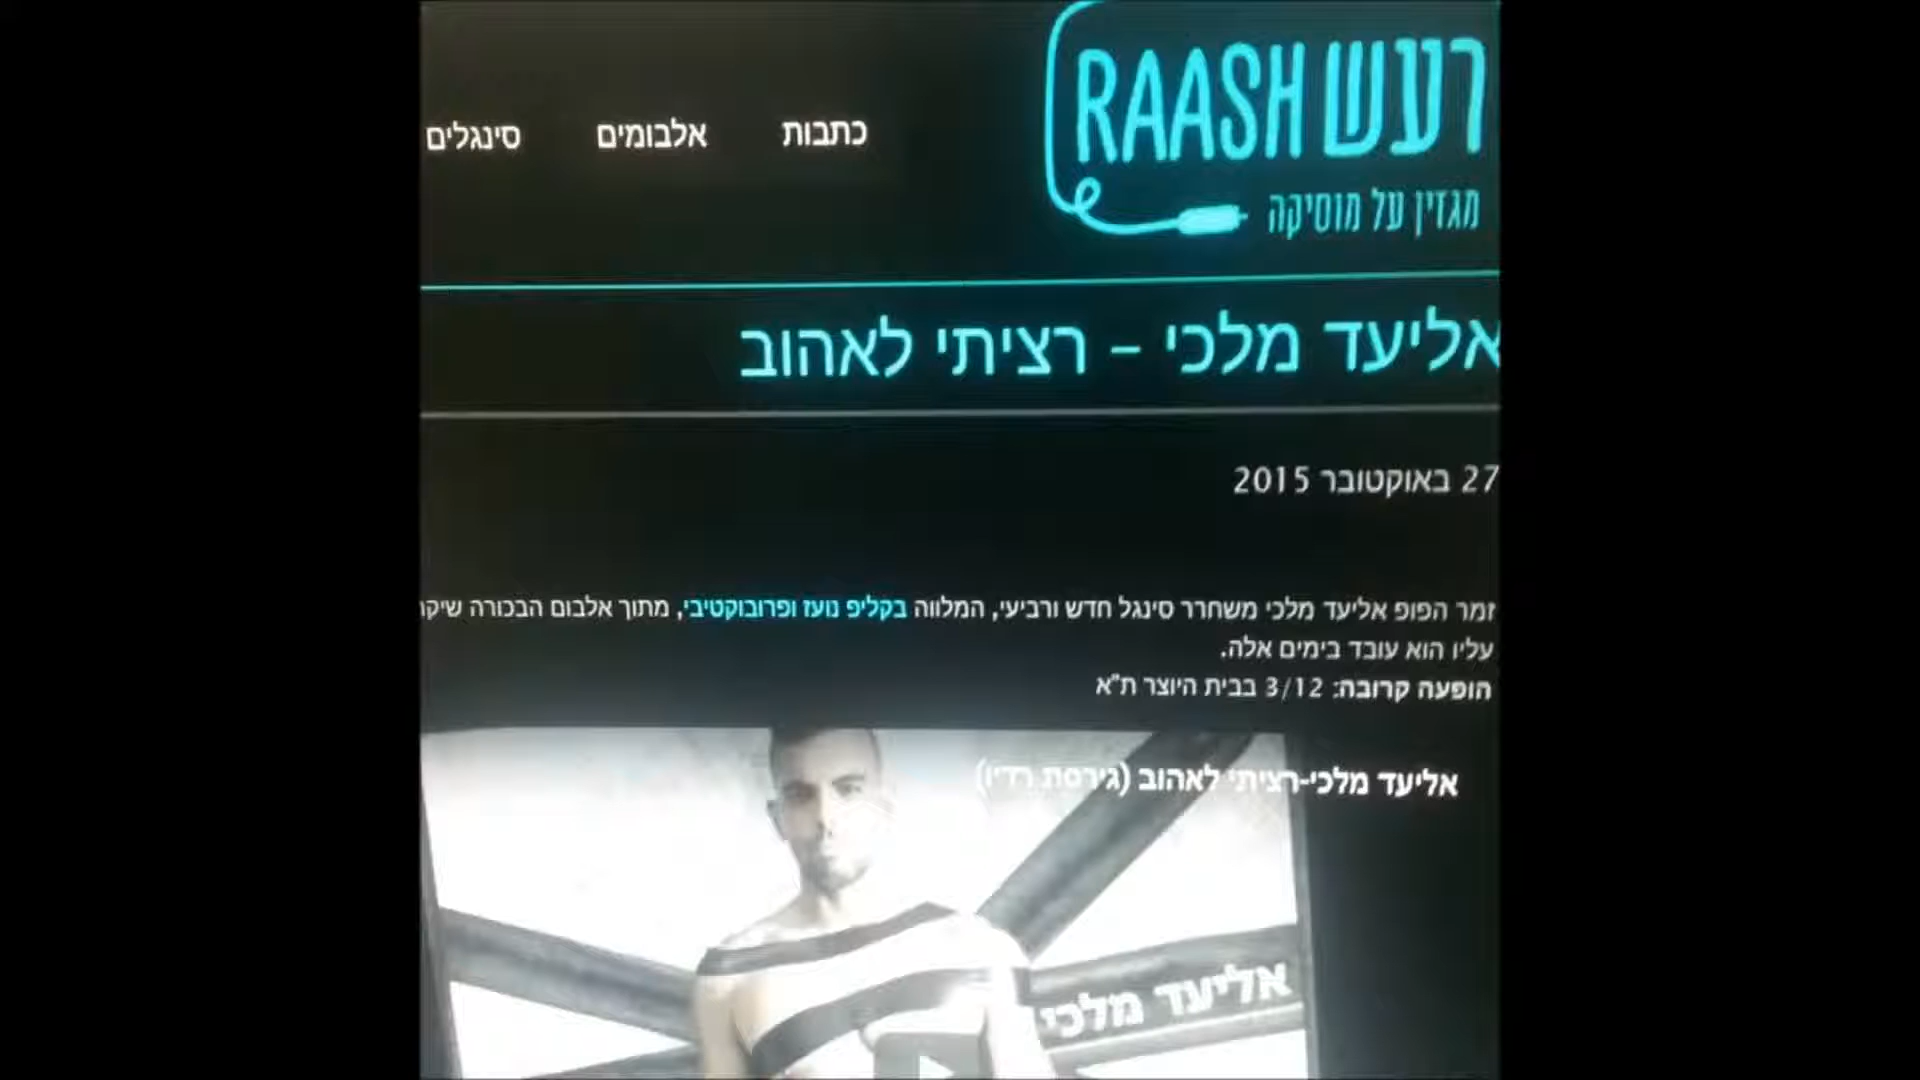 RAASH רעש
מגזין על מוסיקה
כתבות
אלבומים
סינגלים
אליעד מלכי – רציתי לאהוב
27 באוקטובר 2015
זמר הפופ אליעד מלכי משחרר סינגל חדש ורביעי, המלווה בקליפ נועז ופרובוקטיבי, מתוך אלבום הבכורה
עליו הוא עובד בימים אלה.
הופעה קרובה: 3/12 בבית היוצר ת"א
אליעד מלכי-רציתי לאהוב (גירסת רדיו)
אליעד מלכי